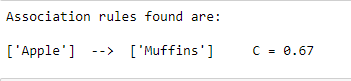 Association rules found are:
['Apple'] --> ['Muffins'] C = 0.67